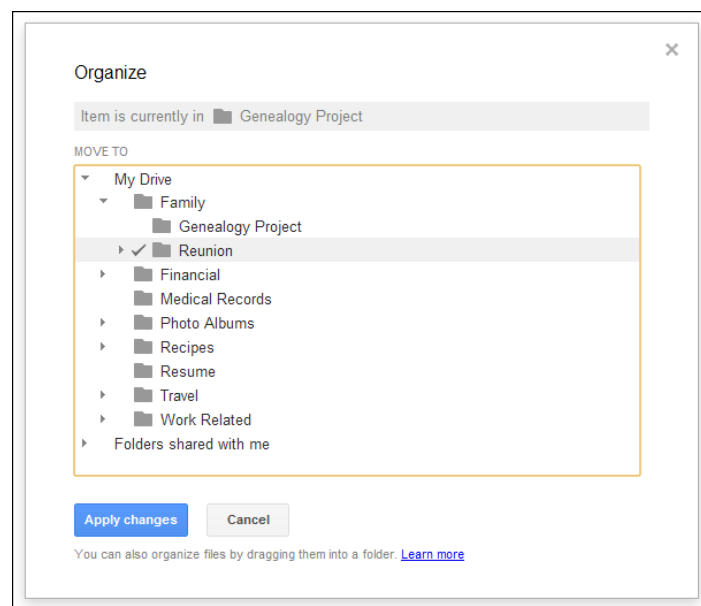 Organize
Item is currently in Genealogy Project
MOVE TO
My Drive
Family
Genealogy Project
Reunion
Financial
Medical Records
Photo Albums
Recipes
Resume
Travel
Work Related
Folders shared with me
Apply changes Cancel
You can also organize files by dragging them into a folder. Learn more